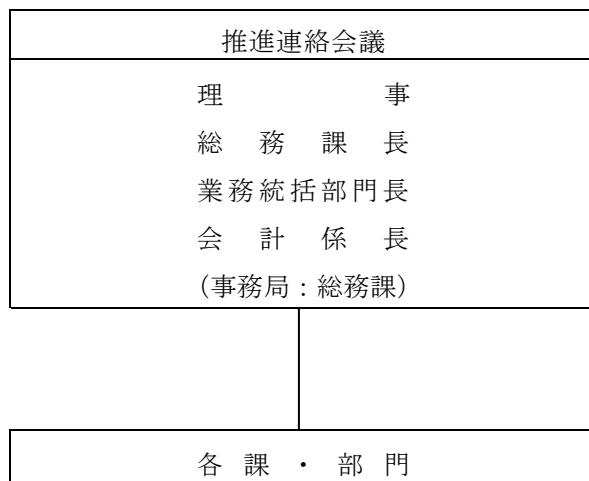 推進連絡会議
理事
総務課長
業務統括部門長
会計係長
(事務局：総務課)
各課・部門